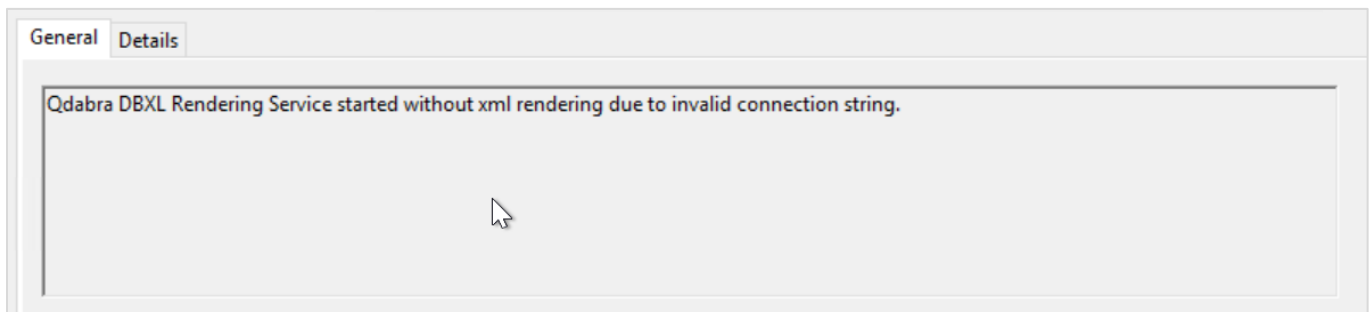 General Details
Qdabra DBXL Rendering Service started without xml rendering due to invalid connection string.